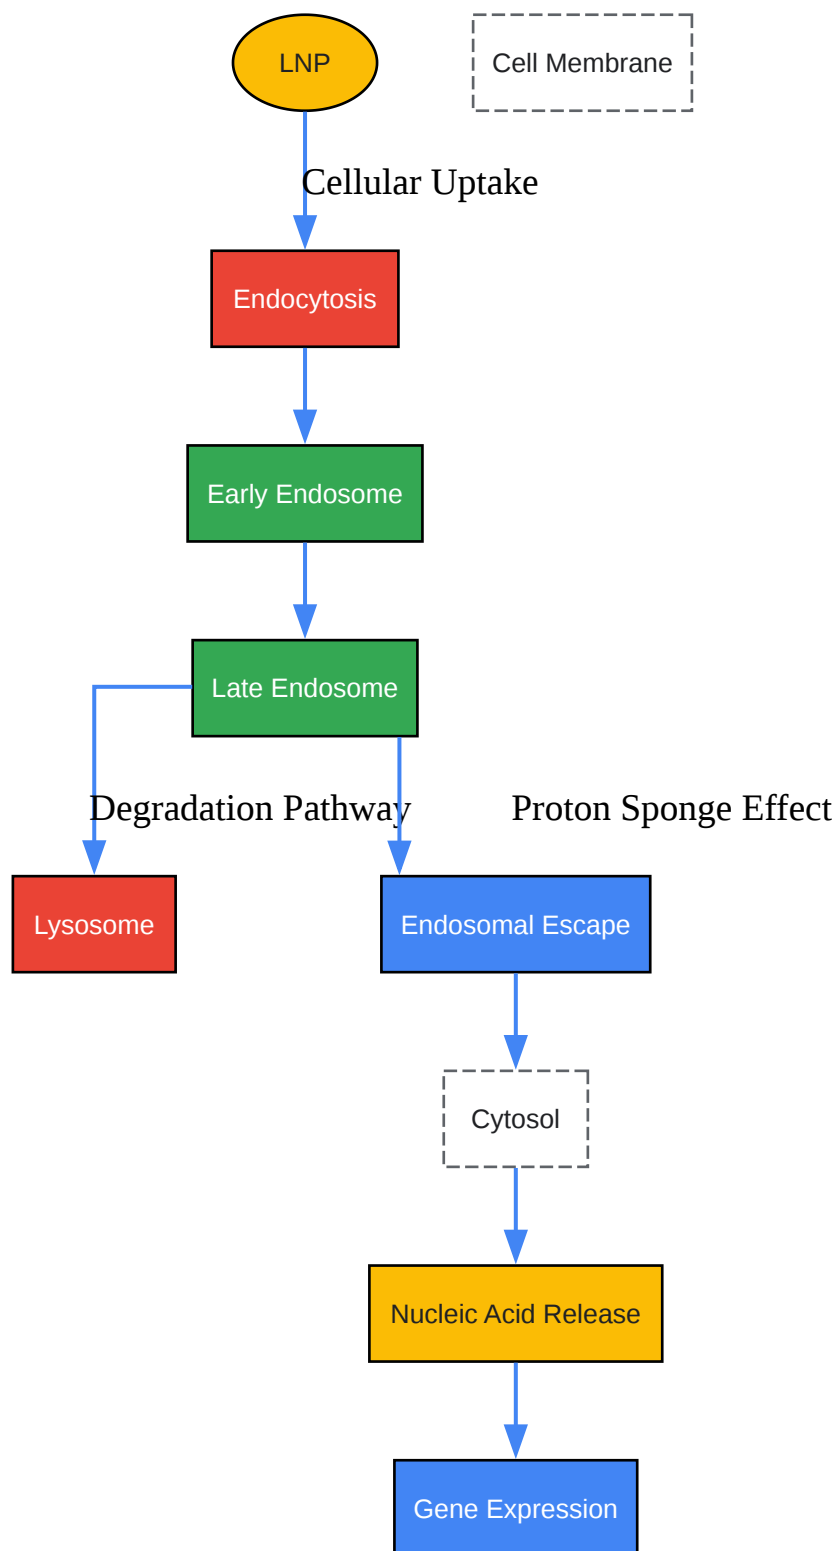 LNP
Cell Membrane
Cellular Uptake
Endocytosis
Early Endosome
Late Endosome
Degradation Pathway
Proton Sponge Effect
Lysosome
Endosomal Escape
Cytosol
Nucleic Acid Release
Gene Expression